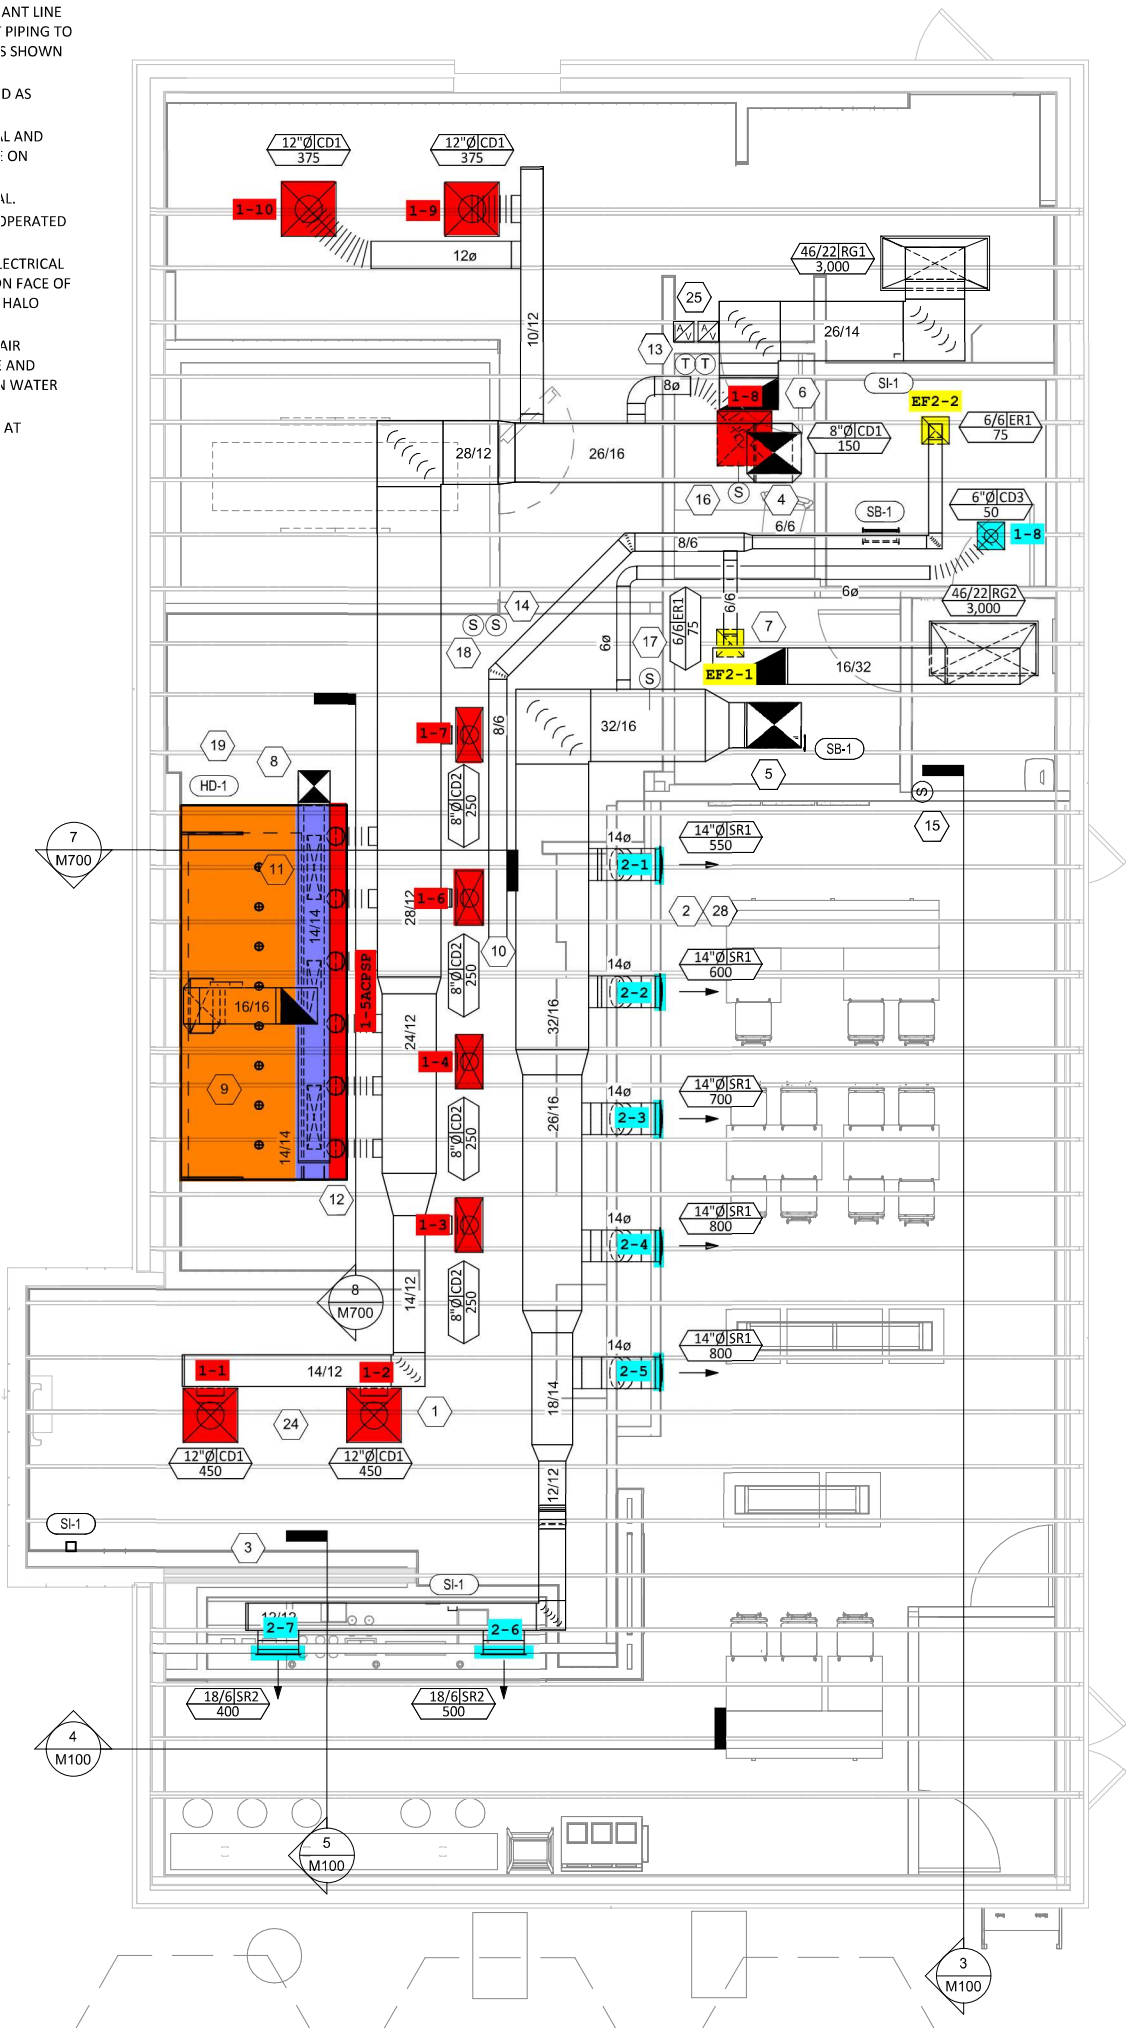 ANT LINE
PIPING TO
S SHOWN
D AS
AL AND
E ON
AL.
OPERATED
LECTRICAL
ON FACE OF
HALO
AIR
E AND
N WATER
AT
12"Ø CD1
375
12"Ø CD1
375
1-10
1-9
12ø
10/12
46/22 RG1
3,000
25
A/V
A/V
26/14
13
T T
8ø
1-8
6
SI-1
EF2-2
6/6 ER1
75
8"Ø CD1
150
28/12
26/16
16
S
4
6/6
SB-1
6"Ø CD3
50
1-8
8/6
6ø
46/22 RG2
3,000
14
S S
18
6ø
17
S
6/6 ER1
75
6/6
7
EF2-1
16/32
19
8
HD-1
1-7
8/6
32/16
SB-1
5
8"Ø CD2
250
S
15
7
M700
11
14/14
28/12
1-6
14ø
2-1
14"Ø SR1
550
2 28
10
8"Ø CD2
250
14ø
2-2
14"Ø SR1
600
1-5ACPSP
16/16
24/12
32/16
1-4
9
14/14
26/16
14ø
2-3
14"Ø SR1
700
8"Ø CD2
250
12
1-3
14ø
2-4
14"Ø SR1
800
8
M700
14/12
8"Ø CD2
250
14ø
2-5
14"Ø SR1
800
1-1
14/12
1-2
18/14
24
1
12"Ø CD1
450
12"Ø CD1
450
12/12
SI-1
3
SI-1
12/12
2-7
2-6
18/6 SR2
400
18/6 SR2
500
4
M100
5
M100
3
M100